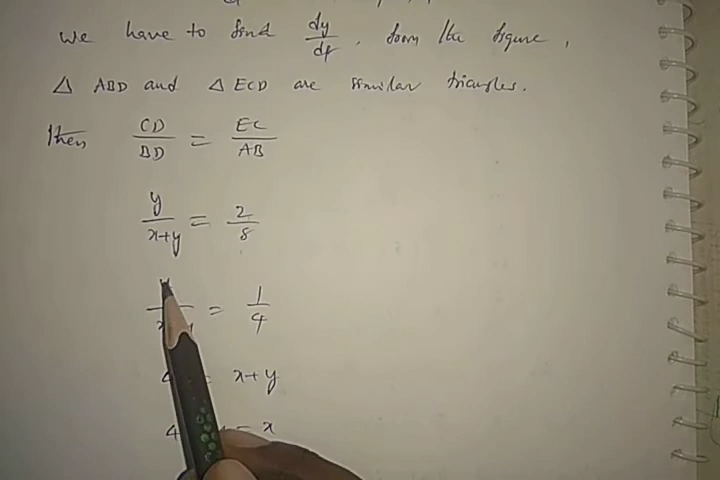 we have to find dy/dt . from the figure,
△ ABD and △ ECD are similar triangles.
Then CD/BD = EC/AB
y/x+y = 2/8
= 1/4
= x+y
4 = x